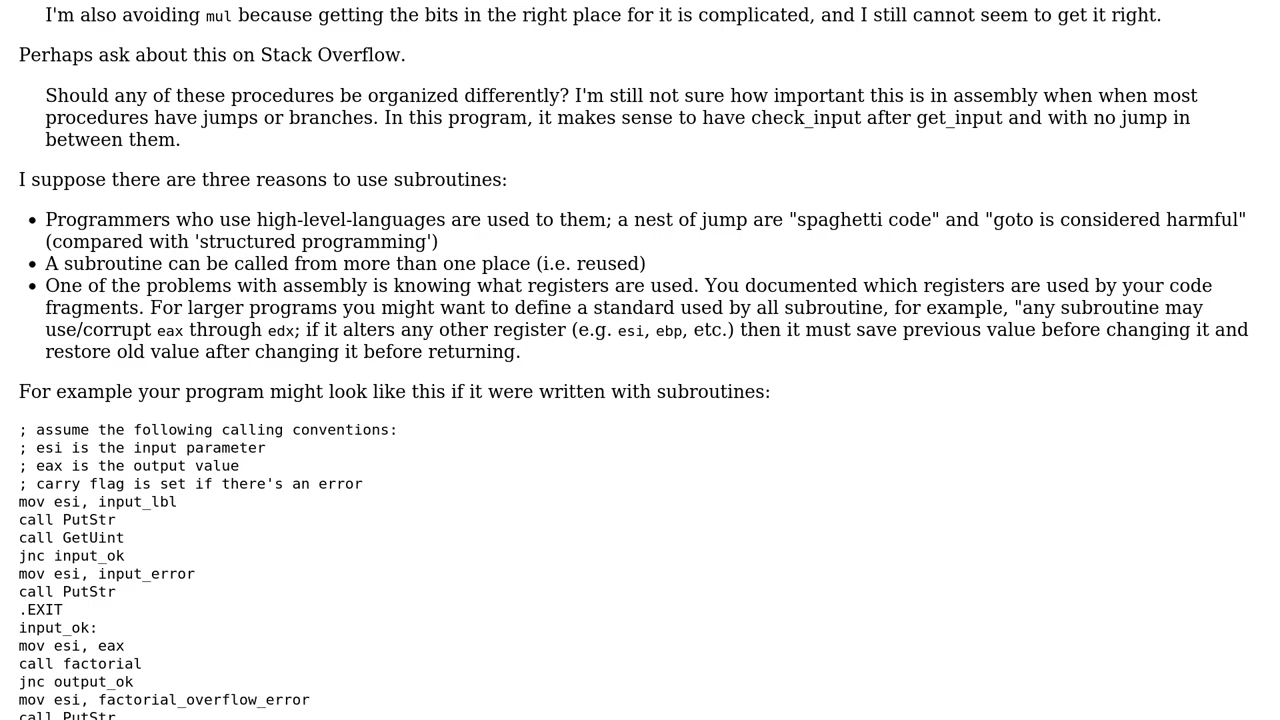 I'm also avoiding mul because getting the bits in the right place for it is complicated, and I still cannot seem to get it right.
Perhaps ask about this on Stack Overflow.
Should any of these procedures be organized differently? I'm still not sure how important this is in assembly when when most
procedures have jumps or branches. In this program, it makes sense to have check_input after get_input and with no jump in
between them.
I suppose there are three reasons to use subroutines:
• Programmers who use high-level-languages are used to them; a nest of jump are "spaghetti code" and "goto is considered harmful"
(compared with 'structured programming')
• A subroutine can be called from more than one place (i.e. reused)
• One of the problems with assembly is knowing what registers are used. You documented which registers are used by your code
fragments. For larger programs you might want to define a standard used by all subroutine, for example, "any subroutine may
use/corrupt eax through edx; if it alters any other register (e.g. esi, ebp, etc.) then it must save previous value before changing it and
restore old value after changing it before returning.
For example your program might look like this if it were written with subroutines:
; assume the following calling conventions:
; esi is the input parameter
; eax is the output value
; carry flag is set if there's an error
mov esi, input_lbl
call PutStr
call GetUint
jnc input_ok
mov esi, input_error
call PutStr
.EXIT
input_ok:
mov esi, eax
call factorial
jnc output_ok
mov esi, factorial_overflow_error
call PutStr